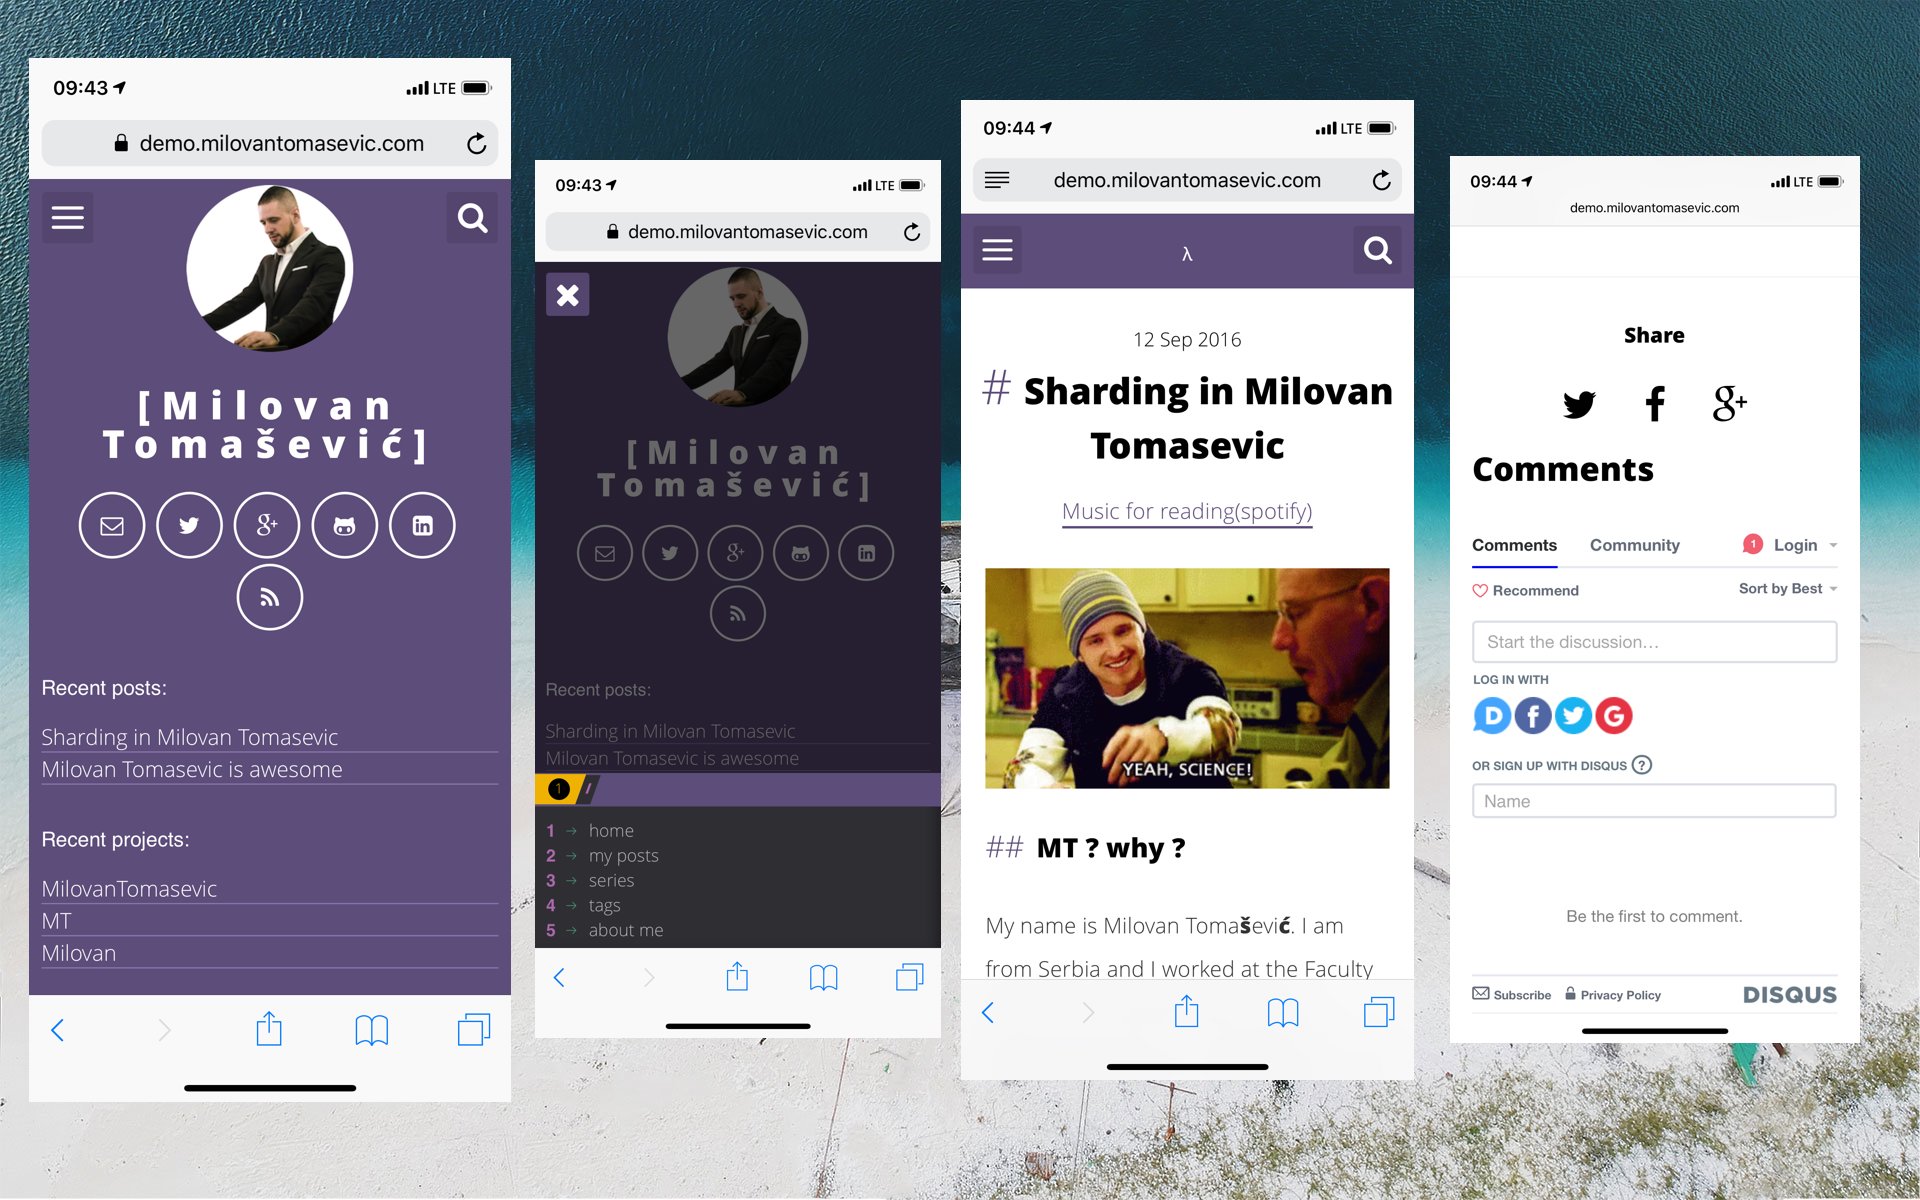 09:43
LTE
demo.milovantomasevic.com
[Milovan
Tomašević]
g+
in
Recent posts:
Sharding in Milovan Tomasevic
Milovan Tomasevic is awesome
Recent projects:
MilovanTomasevic
MT
Milovan
09:43
LTE
demo.milovantomasevic.com
[Milovan
Tomašević]
g+
in
Recent posts:
Sharding in Milovan Tomasevic
Milovan Tomasevic is awesome
1 /
1 → home
2 → my posts
3 → series
4 → tags
5 → about me
09:44
LTE
demo.milovantomasevic.com
λ
12 Sep 2016
# Sharding in Milovan
Tomasevic
Music for reading(spotify)
YEAH, SCIENCE!
## MT ? why ?
My name is Milovan Tomašević. I am
from Serbia and I worked at the Faculty
09:44
LTE
demo.milovantomasevic.com
Share
f g+
Comments
Comments Community 1 Login
Recommend Sort by Best
Start the discussion...
LOG IN WITH
D f G
OR SIGN UP WITH DISQUS ?
Name
Be the first to comment.
Subscribe Privacy Policy DISQUS